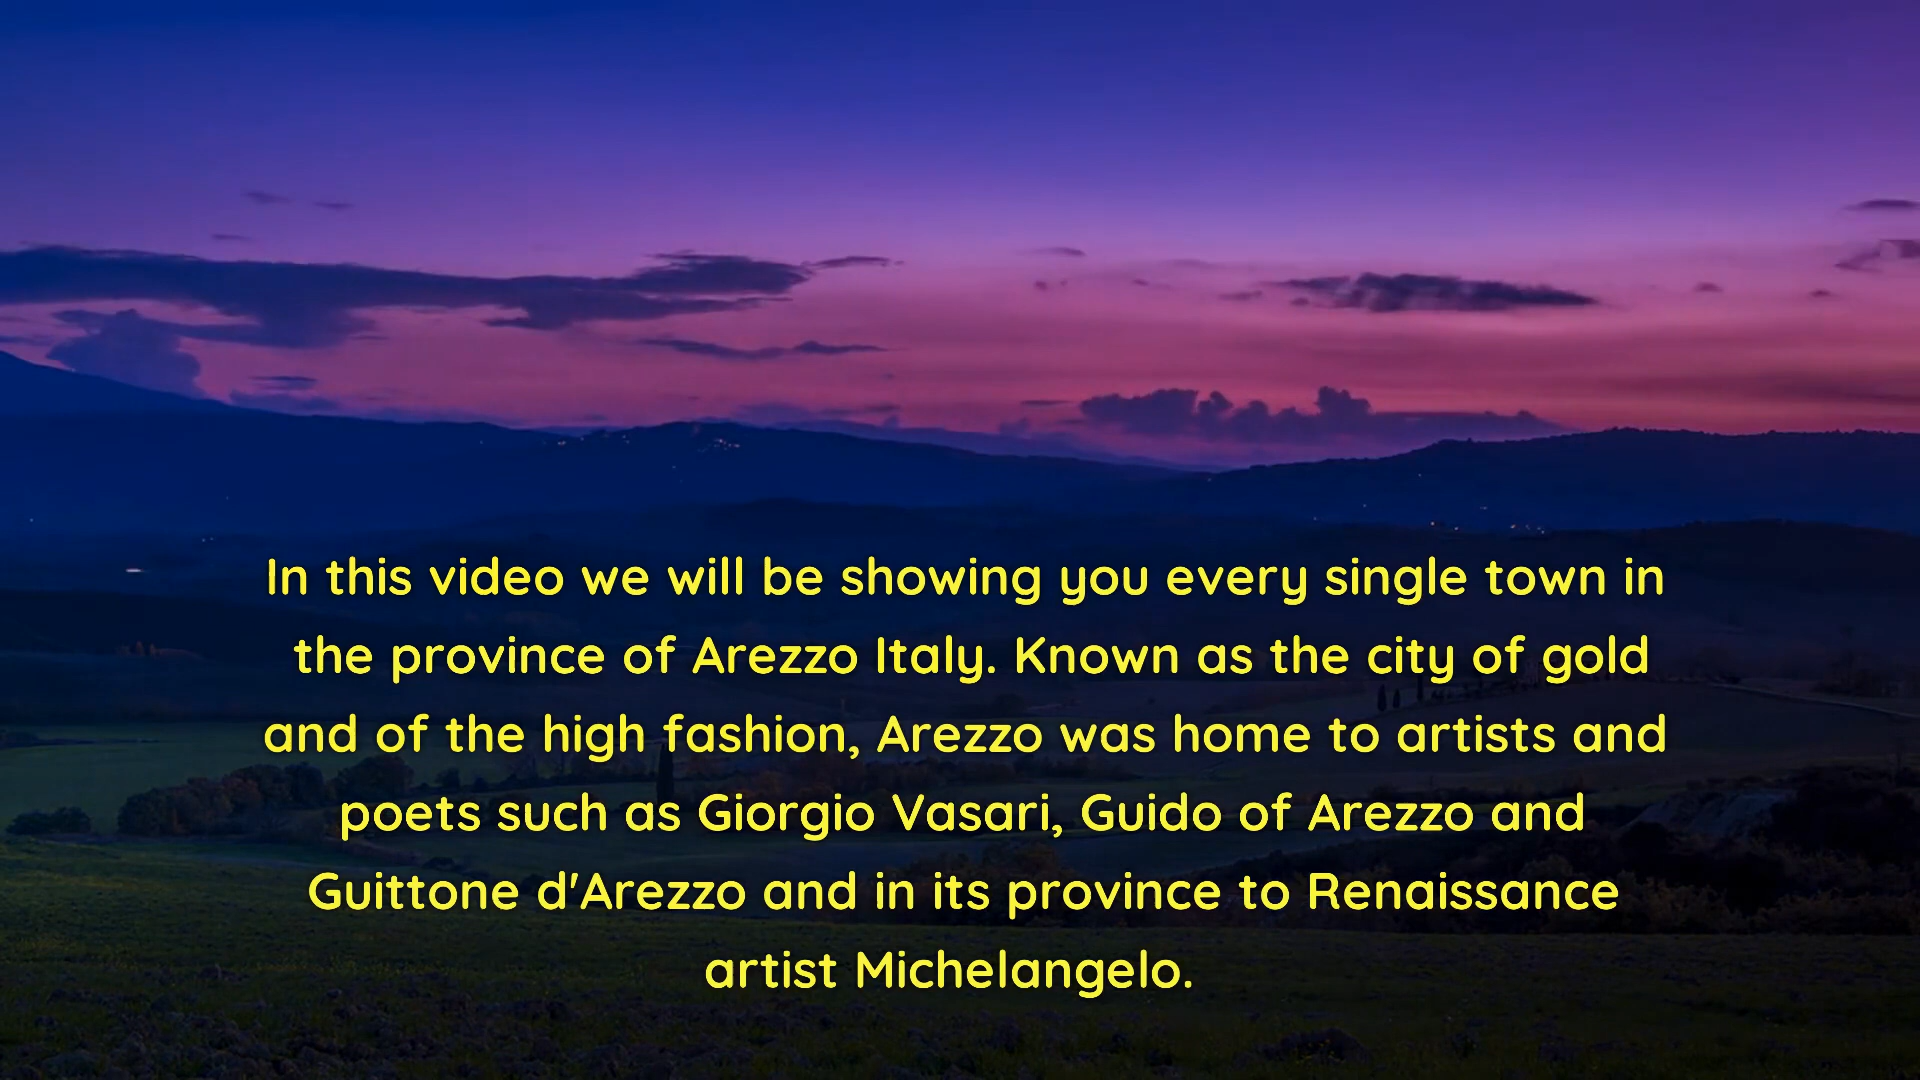 In this video we will be showing you every single town in
the province of Arezzo Italy. Known as the city of gold
and of the high fashion, Arezzo was home to artists and
poets such as Giorgio Vasari, Guido of Arezzo and
Guittone d'Arezzo and in its province to Renaissance
artist Michelangelo.